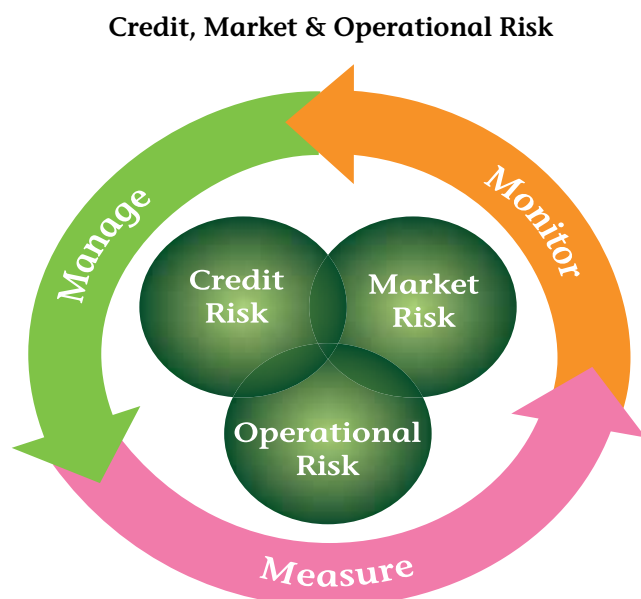 Credit, Market & Operational Risk
Manage
Monitor
Credit
Risk
Market
Risk
Operational
Risk
Measure